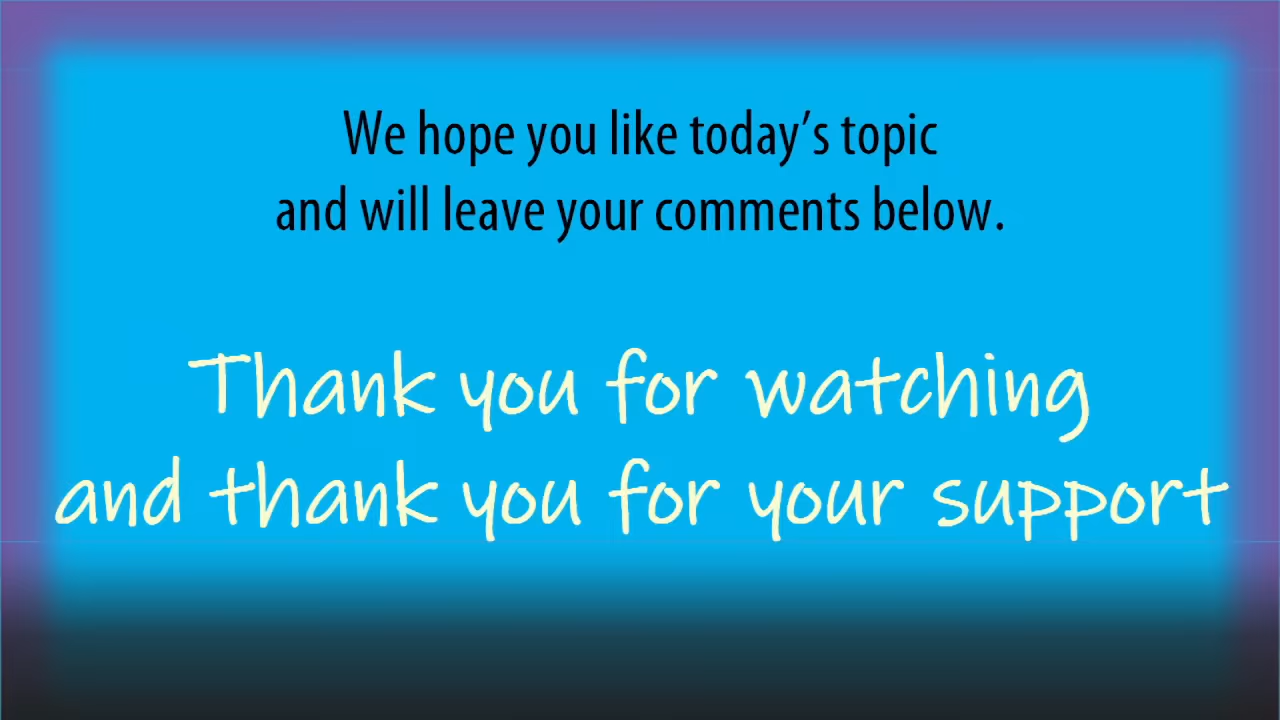 We hope you like today’s topic
and will leave your comments below.
Thank you for watching
and thank you for your support